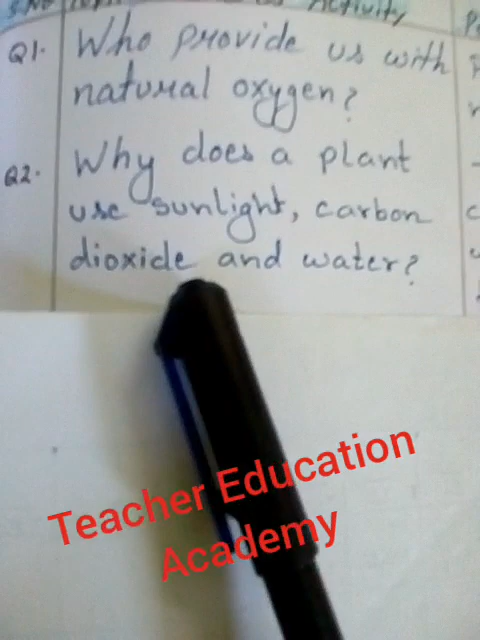 Activity
Q1. Who provide us with
natural oxygen?
Q2. Why does a plant
use sunlight, carbon
dioxide and water?
Teacher Education
Academy